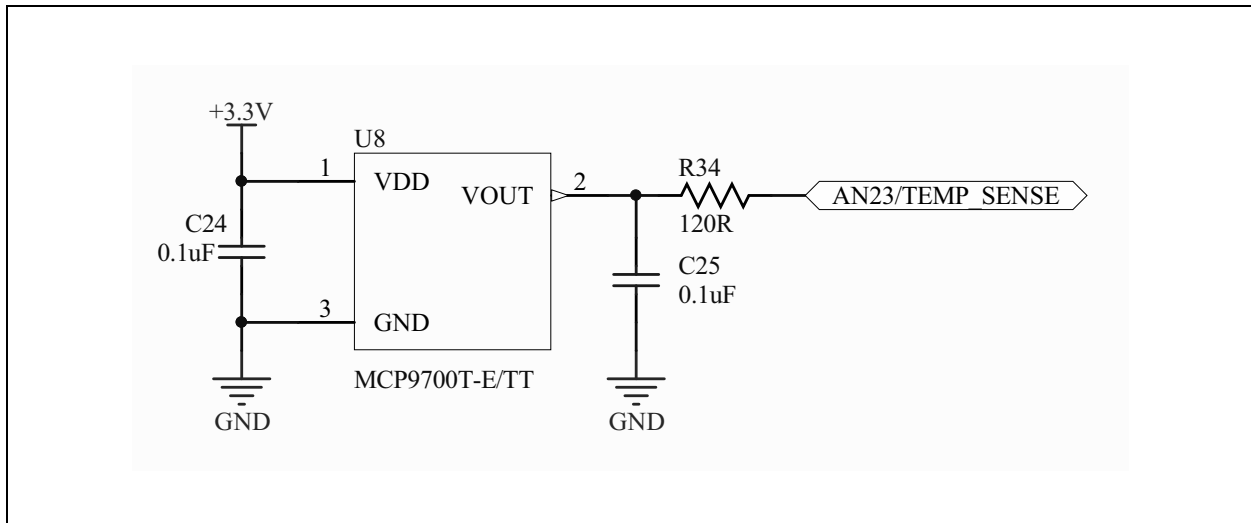 +3.3V
U8
1
VDD
VOUT
2
R34
120R
AN23/TEMP_SENSE
C24
0.1uF
C25
0.1uF
3
GND
MCP9700T-E/TT
GND
GND